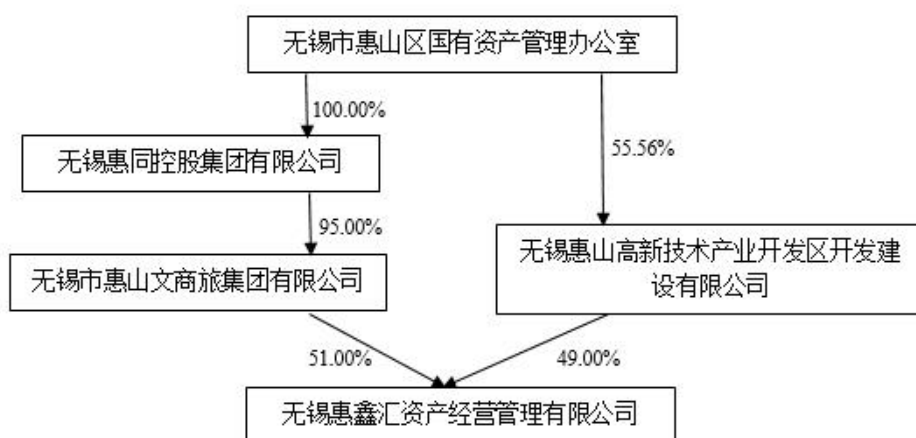 无锡市惠山区国有资产管理办公室
100.00%
55.56%
无锡惠同控股集团有限公司
95.00%
无锡市惠山文商旅集团有限公司
无锡惠山高新技术产业开发区开发建
设有限公司
51.00%
49.00%
无锡惠鑫汇资产经营管理有限公司